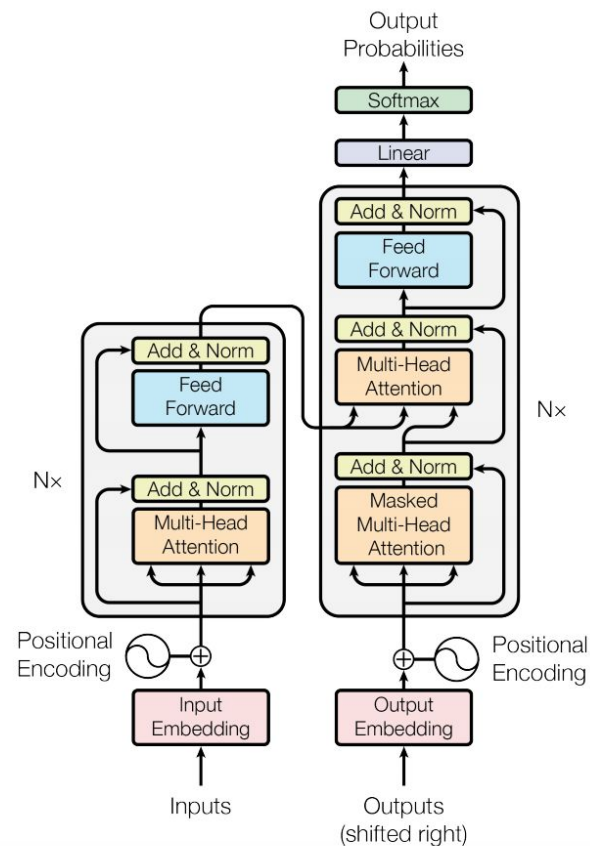 Output
Probabilities
Softmax
Linear
Add & Norm
Feed
Forward
Add & Norm
Multi-Head
Attention
Add & Norm
Masked
Multi-Head
Attention
N×
Add & Norm
Feed
Forward
Add & Norm
Multi-Head
Attention
N×
Positional
Encoding
Positional
Encoding
Input
Embedding
Output
Embedding
Inputs
Outputs
(shifted right)